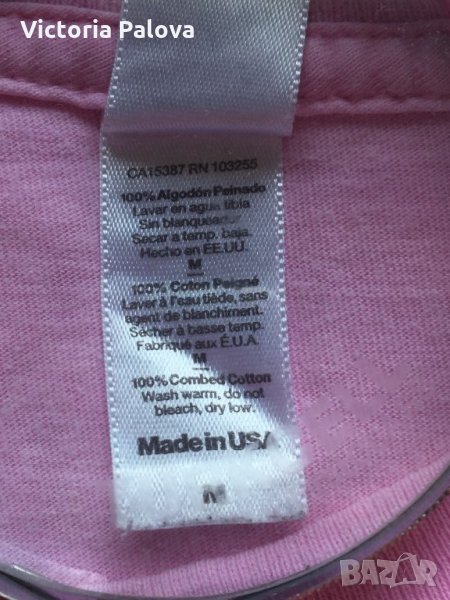 Victoria Palova
CA15387 RN 103255
100% Algodón Peinado
Lavar en agua tibia
Sin blanquear
Secar a temp. baja
Hecho en EE.UU.
M
100% Coton Peigné
Laver à l'eau tiède, sans
agent de blanchiment.
Sécher à basse temp.
Fabriqué aux É.U.A.
M
100% Combed Cotton
Wash warm, do not
bleach, dry low.
Made in USA
M
BAZAR